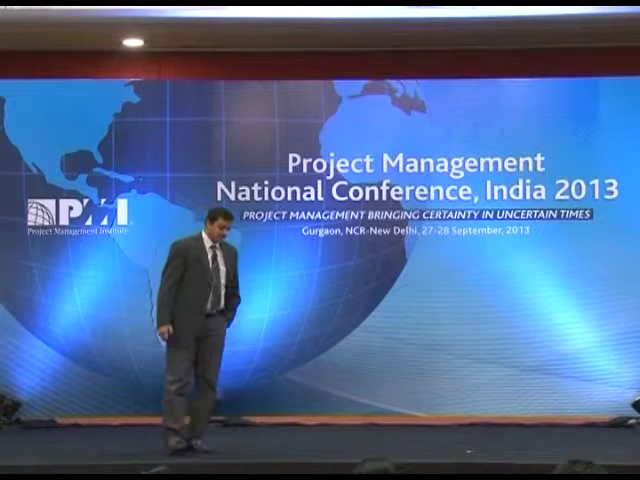 Project Management
National Conference, India 2013
PROJECT MANAGEMENT BRINGING CERTAINTY IN UNCERTAIN TIMES
Gurgaon, NCR-New Delhi, 27-28 September, 2013
PMI
Project Management Institute